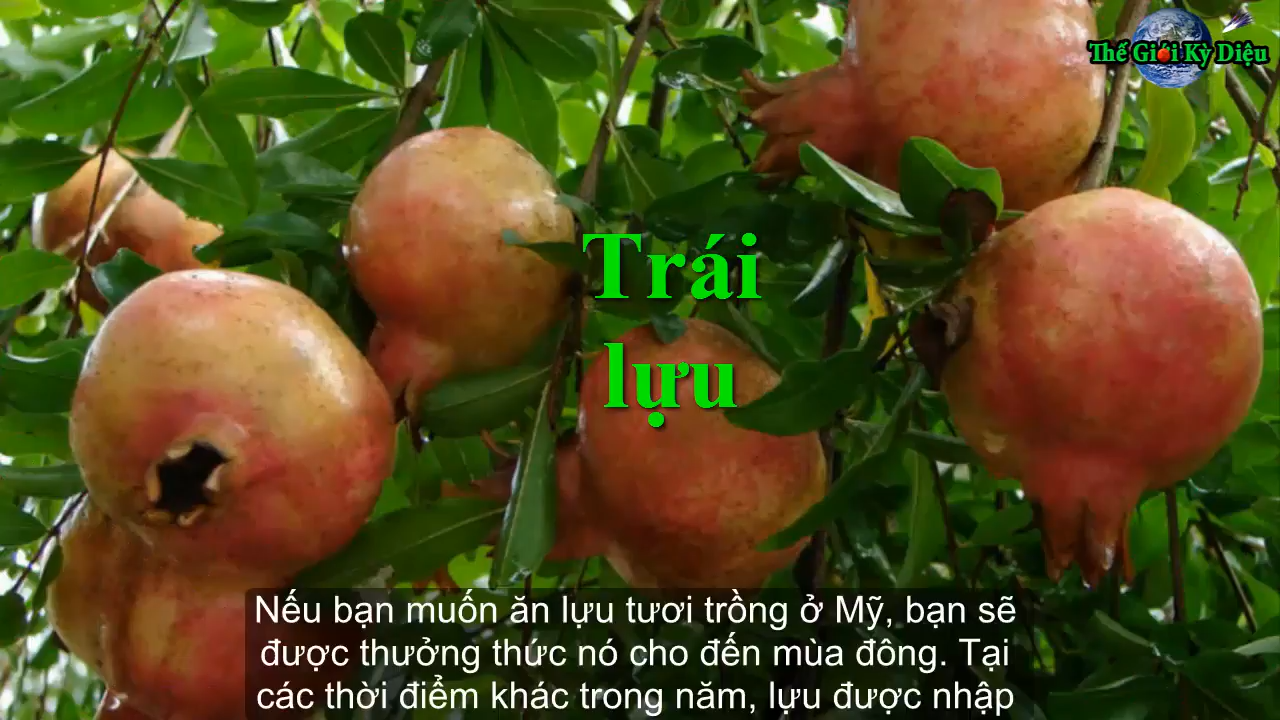 Thế Giới Kỳ Diệu
Trái
lựu
Nếu bạn muốn ăn lựu tươi trồng ở Mỹ, bạn sẽ
được thưởng thức nó cho đến mùa đông. Tại
các thời điểm khác trong năm, lựu được nhập